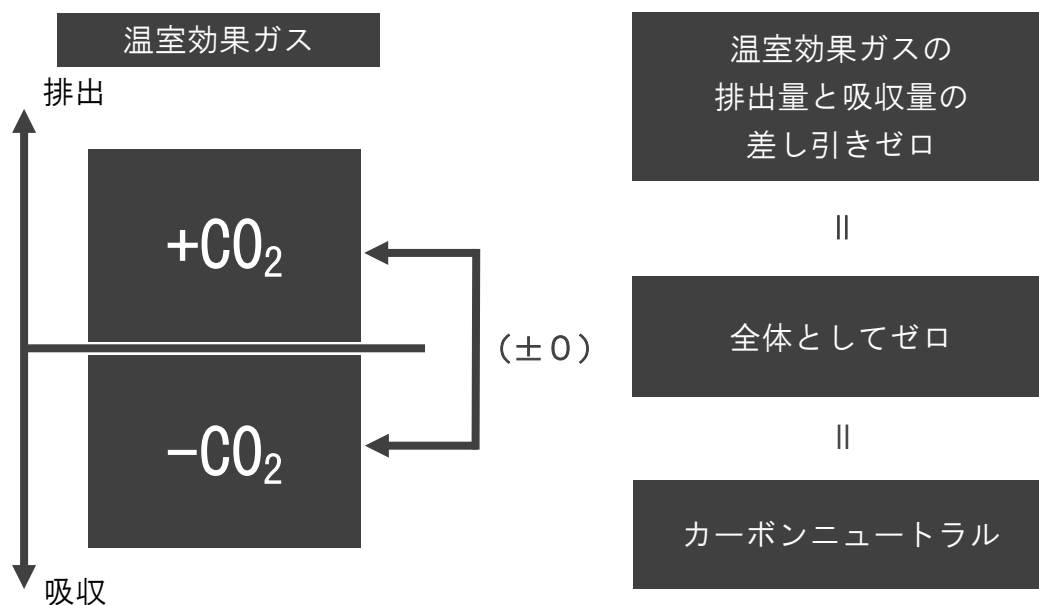 温室効果ガス
排出
+CO₂
(±0)
−CO₂
吸収
温室効果ガスの
排出量と吸収量の
差し引きゼロ
=
全体としてゼロ
=
カーボンニュートラル